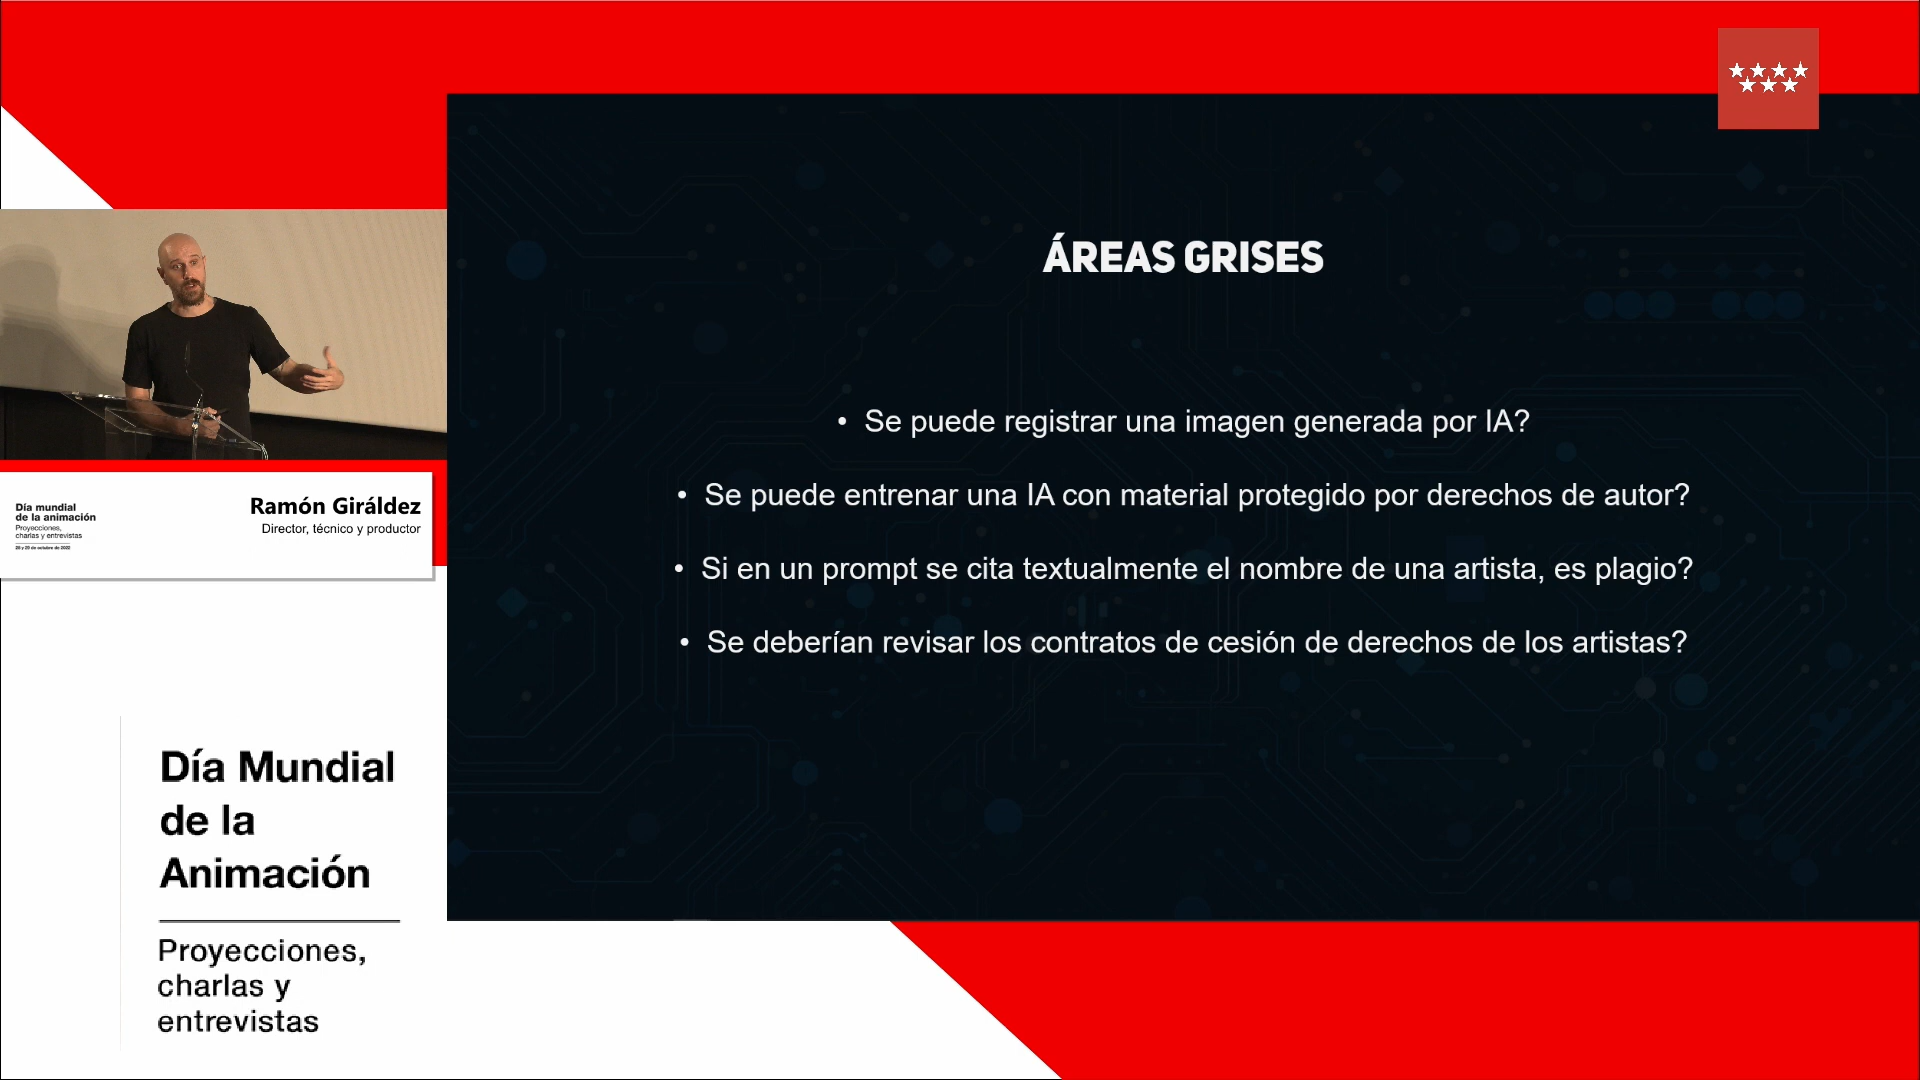 ÁREAS GRISES
• Se puede registrar una imagen generada por IA?
• Se puede entrenar una IA con material protegido por derechos de autor?
• Si en un prompt se cita textualmente el nombre de una artista, es plagio?
• Se deberían revisar los contratos de cesión de derechos de los artistas?
Ramón Giráldez
Director, técnico y productor
Día mundial
de la animación
Proyecciones,
charlas y entrevistas
Día Mundial
de la
Animación
Proyecciones,
charlas y
entrevistas